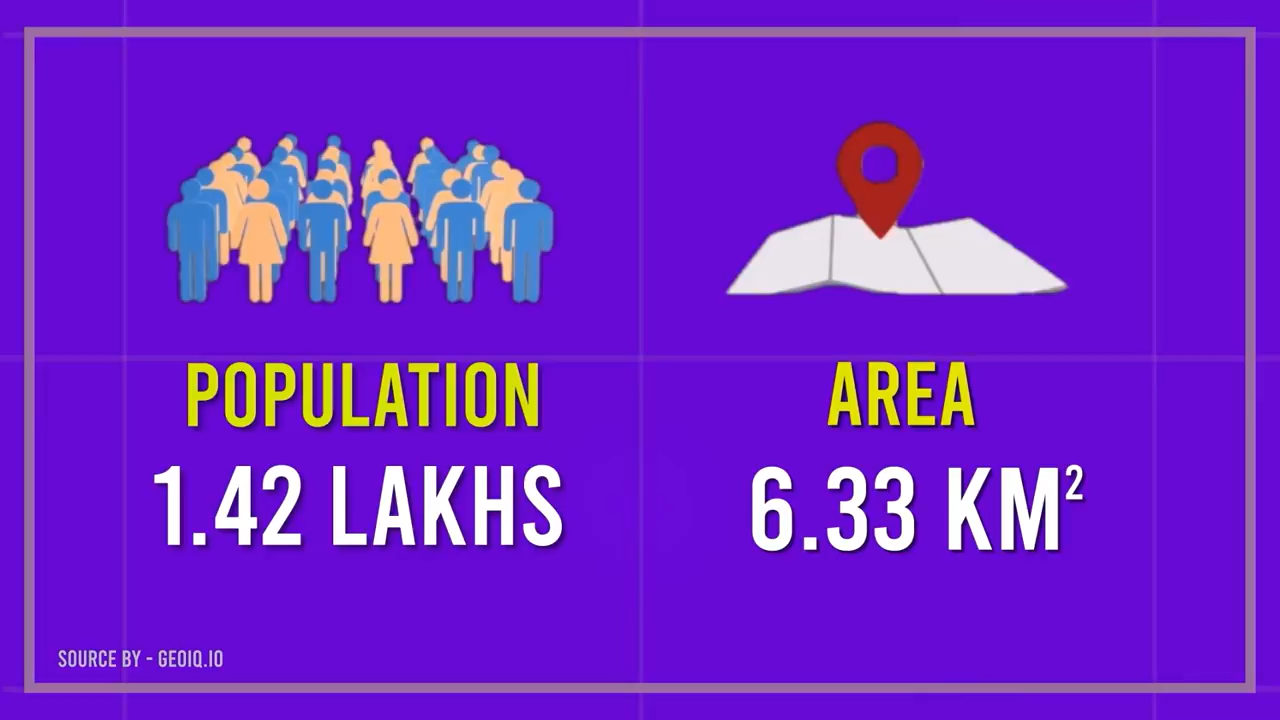 POPULATION
1.42 LAKHS
AREA
6.33 KM²
SOURCE BY - GEOIQ.IO